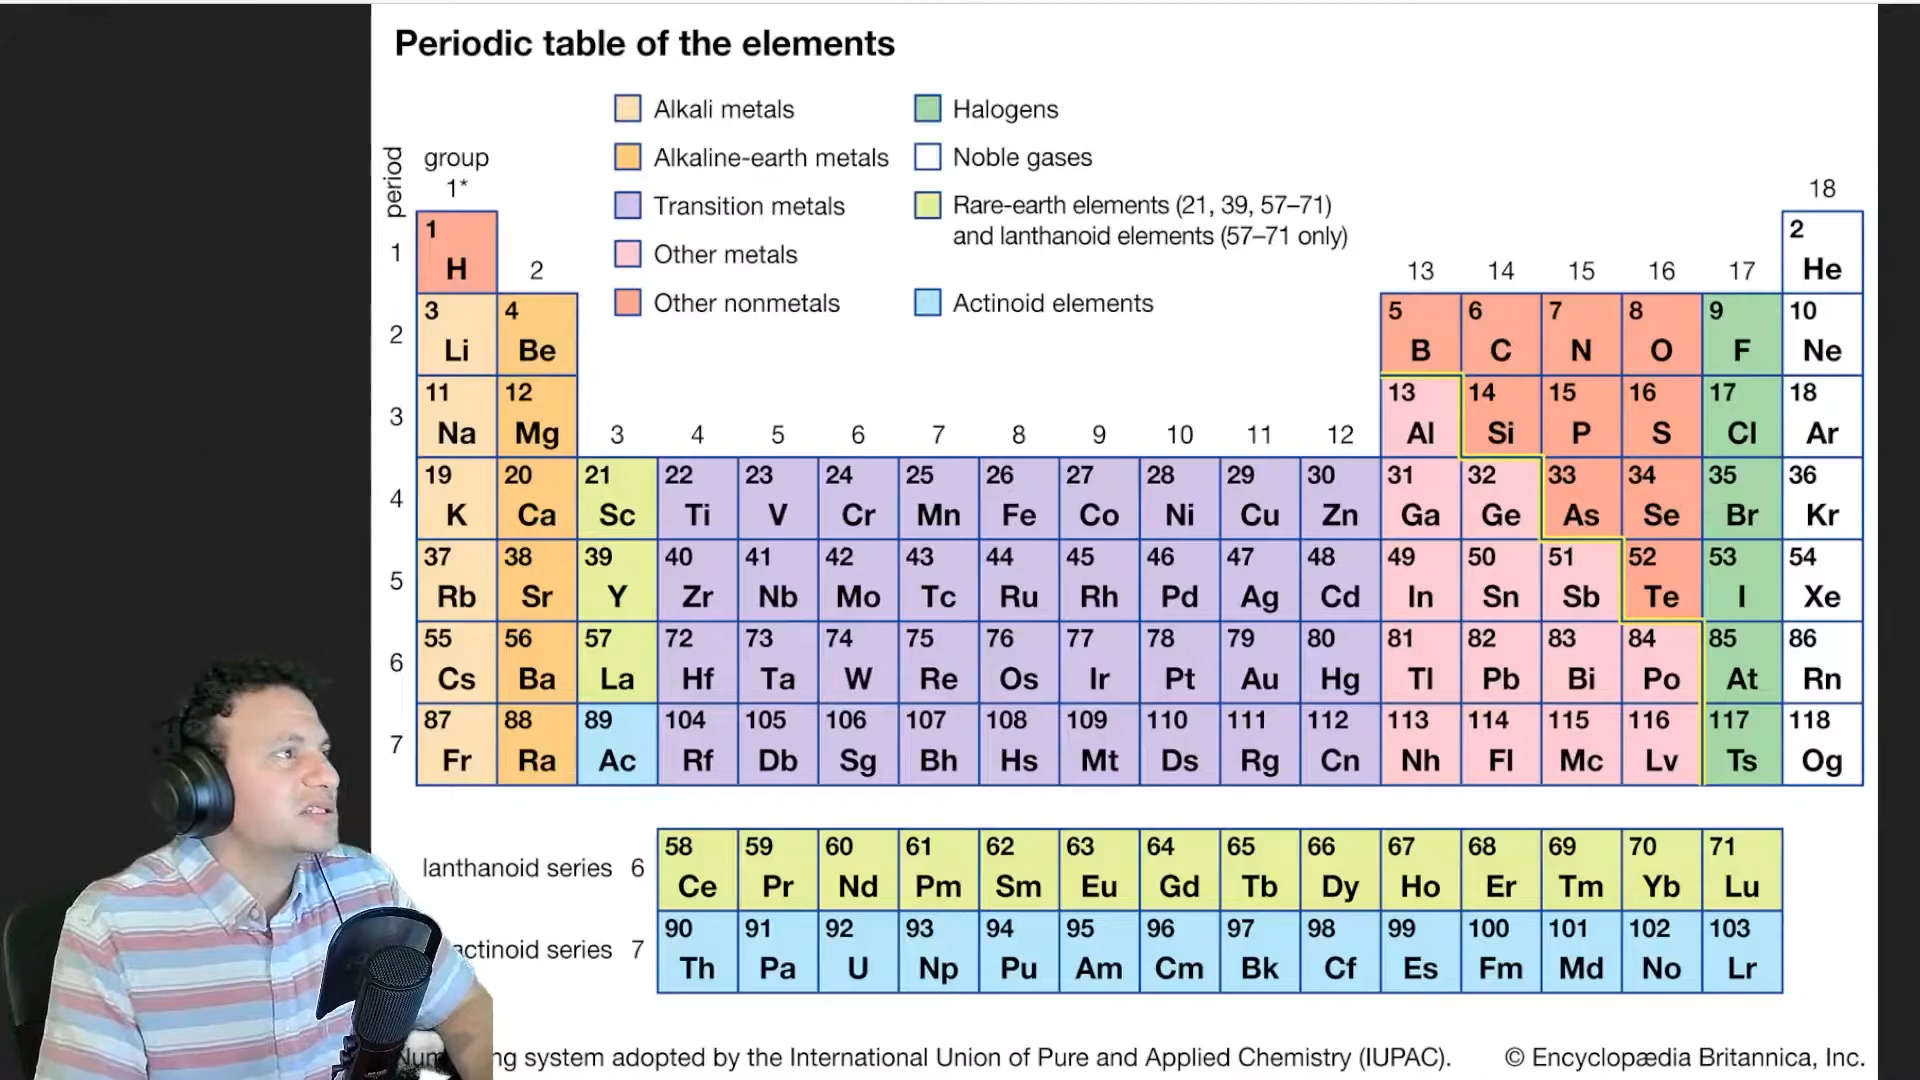 Periodic table of the elements
Alkali metals
Alkaline-earth metals
Transition metals
Other metals
Other nonmetals
Halogens
Noble gases
Rare-earth elements (21, 39, 57–71)
and lanthanoid elements (57–71 only)
Actinoid elements
period
group
1* 18
1 1 H 2 He
2 13 14 15 16 17
2 3 Li 4 Be 5 B 6 C 7 N 8 O 9 F 10 Ne
3 11 Na 12 Mg 13 Al 14 Si 15 P 16 S 17 Cl 18 Ar
3 4 5 6 7 8 9 10 11 12
4 19 K 20 Ca 21 Sc 22 Ti 23 V 24 Cr 25 Mn 26 Fe 27 Co 28 Ni 29 Cu 30 Zn 31 Ga 32 Ge 33 As 34 Se 35 Br 36 Kr
5 37 Rb 38 Sr 39 Y 40 Zr 41 Nb 42 Mo 43 Tc 44 Ru 45 Rh 46 Pd 47 Ag 48 Cd 49 In 50 Sn 51 Sb 52 Te 53 I 54 Xe
6 55 Cs 56 Ba 57 La 72 Hf 73 Ta 74 W 75 Re 76 Os 77 Ir 78 Pt 79 Au 80 Hg 81 Tl 82 Pb 83 Bi 84 Po 85 At 86 Rn
7 87 Fr 88 Ra 89 Ac 104 Rf 105 Db 106 Sg 107 Bh 108 Hs 109 Mt 110 Ds 111 Rg 112 Cn 113 Nh 114 Fl 115 Mc 116 Lv 117 Ts 118 Og
lanthanoid series 6 58 Ce 59 Pr 60 Nd 61 Pm 62 Sm 63 Eu 64 Gd 65 Tb 66 Dy 67 Ho 68 Er 69 Tm 70 Yb 71 Lu
actinoid series 7 90 Th 91 Pa 92 U 93 Np 94 Pu 95 Am 96 Cm 97 Bk 98 Cf 99 Es 100 Fm 101 Md 102 No 103 Lr
system adopted by the International Union of Pure and Applied Chemistry (IUPAC). © Encyclopædia Britannica, Inc.